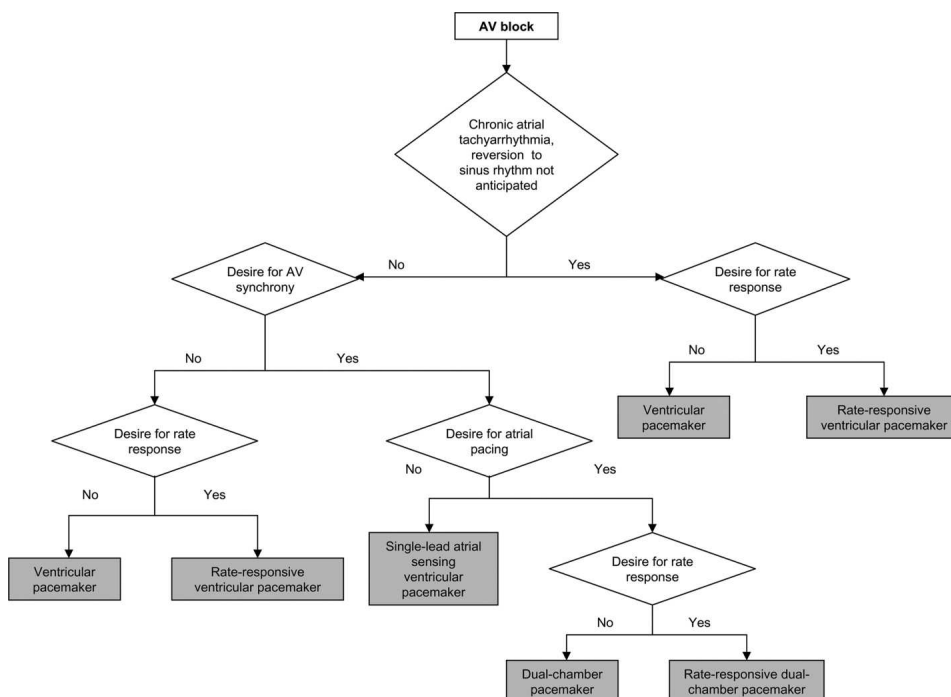 AV block
Chronic atrial
tachyarrhythmia,
reversion to
sinus rhythm not
anticipated
No
Yes
Desire for AV
synchrony
Desire for rate
response
No
Yes
No
Yes
Ventricular
pacemaker
Rate-responsive
ventricular pacemaker
Desire for rate
response
Desire for atrial
pacing
No
Yes
No
Yes
Ventricular
pacemaker
Rate-responsive
ventricular pacemaker
Single-lead atrial
sensing
ventricular
pacemaker
Desire for rate
response
No
Yes
Dual-chamber
pacemaker
Rate-responsive dual-
chamber pacemaker